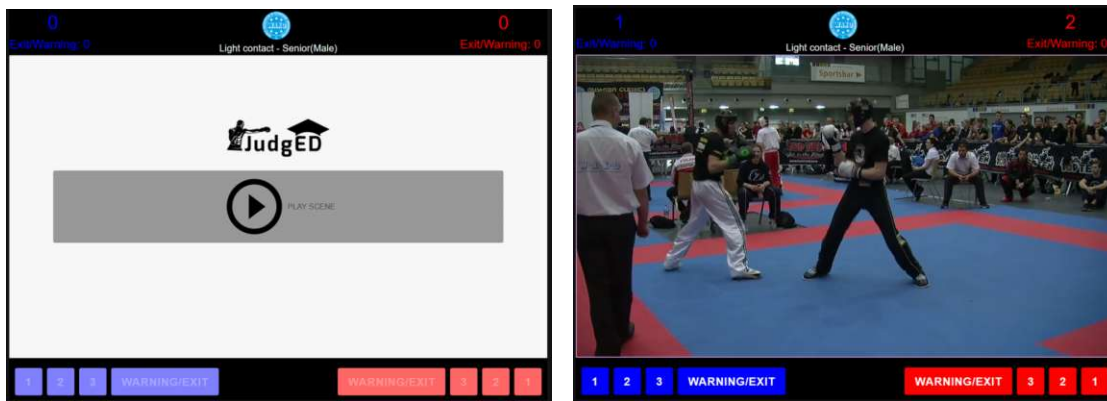 0
0
Exit/Warning: 0
Exit/Warning: 0
Light contact - Senior(Male)
JudgED
PLAY SCENE
1 2 3 WARNING/EXIT
WARNING/EXIT 3 2 1
1
2
Exit/Warning: 0
Exit/Warning: 0
Light contact - Senior(Male)
Sportsbar
1 2 3 WARNING/EXIT
WARNING/EXIT 3 2 1